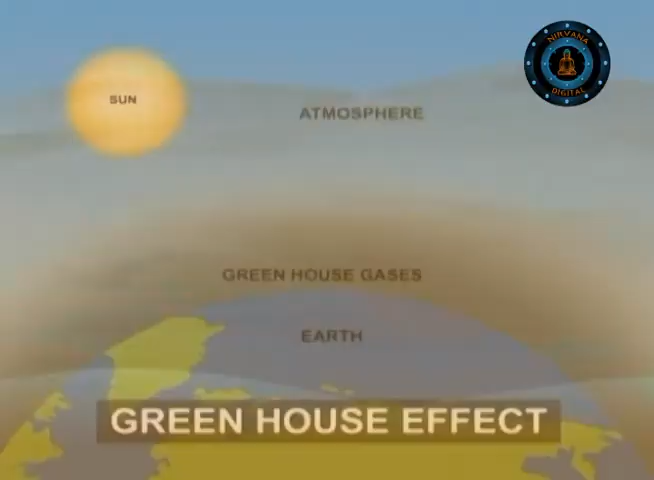 NIRVANA
DIGITAL
SUN
ATMOSPHERE
GREEN HOUSE GASES
EARTH
GREEN HOUSE EFFECT